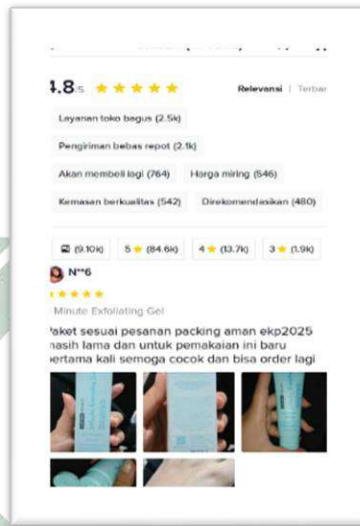 4.8/5
Relevansi | Terbar
Layanan toko bagus (2.5k)
Pengiriman bebas repot (2.1k)
Akan membeli lagi (764) Harga miring (546)
Kemasan berkualitas (542) Direkomendasikan (480)
(9.10k) 5 (84.6k) 4 (13.7k) 3 (1.9k)
N**6
Minute Exfoliating Gel
Paket sesuai pesanan packing aman ekp2025
masih lama dan untuk pemakaian ini baru
pertama kali semoga cocok dan bisa order lagi